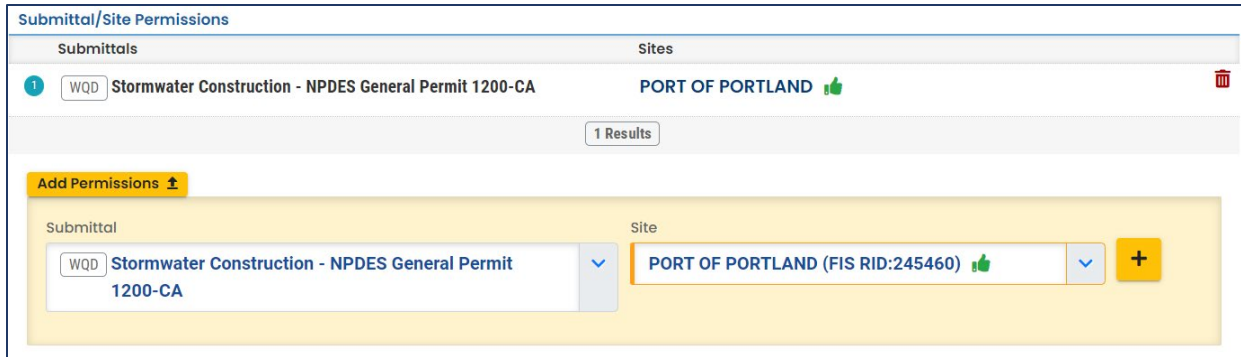 Submittal/Site Permissions
Submittals Sites
1 WQD Stormwater Construction - NPDES General Permit 1200-CA PORT OF PORTLAND
1 Results
Add Permissions
Submittal Site
WQD Stormwater Construction - NPDES General Permit PORT OF PORTLAND (FIS RID:245460) +
1200-CA